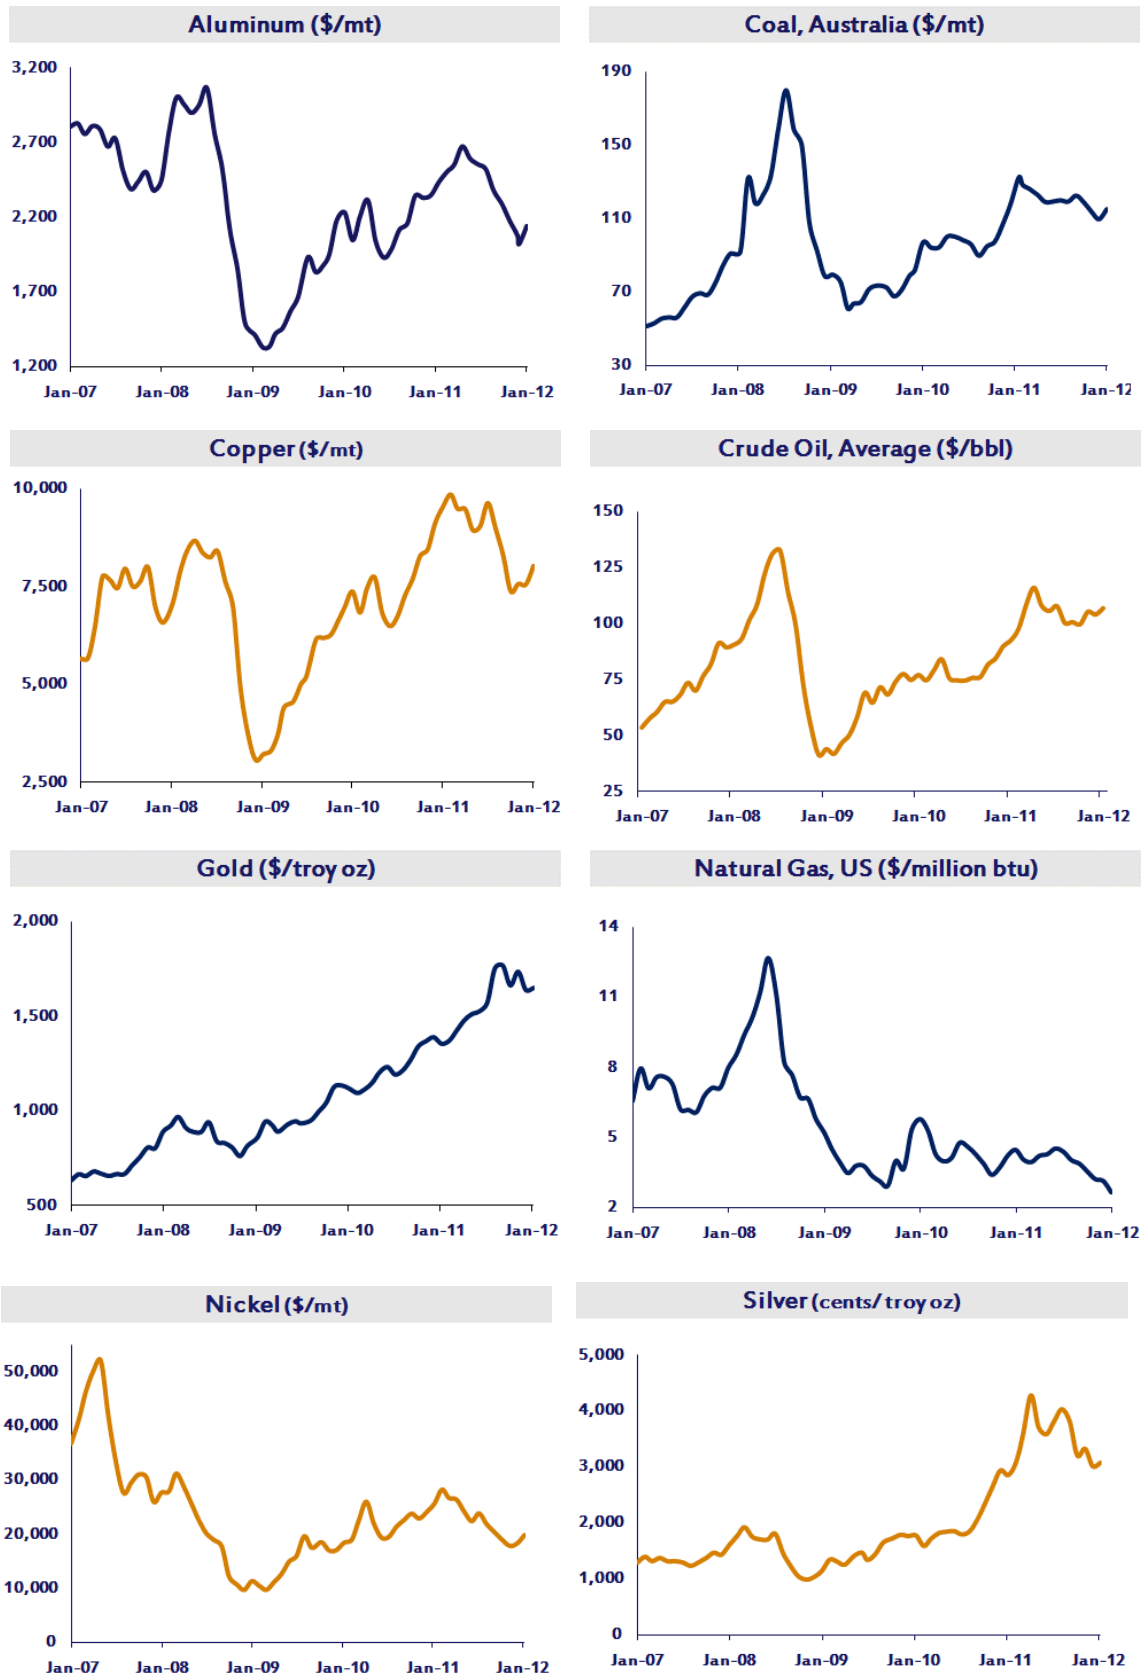 Aluminum ($/mt)
3,200
2,700
2,200
1,700
1,200
Jan-07 Jan-08 Jan-09 Jan-10 Jan-11 Jan-12
Coal, Australia ($/mt)
190
150
110
70
30
Jan-07 Jan-08 Jan-09 Jan-10 Jan-11 Jan-12
Copper ($/mt)
10,000
7,500
5,000
2,500
Jan-07 Jan-08 Jan-09 Jan-10 Jan-11 Jan-12
Crude Oil, Average ($/bbl)
150
125
100
75
50
25
Jan-07 Jan-08 Jan-09 Jan-10 Jan-11 Jan-12
Gold ($/troy oz)
2,000
1,500
1,000
500
Jan-07 Jan-08 Jan-09 Jan-10 Jan-11 Jan-12
Natural Gas, US ($/million btu)
14
11
8
5
2
Jan-07 Jan-08 Jan-09 Jan-10 Jan-11 Jan-12
Nickel ($/mt)
50,000
40,000
30,000
20,000
10,000
0
Jan-07 Jan-08 Jan-09 Jan-10 Jan-11 Jan-12
Silver (cents/ troy oz)
5,000
4,000
3,000
2,000
1,000
0
Jan-07 Jan-08 Jan-09 Jan-10 Jan-11 Jan-12